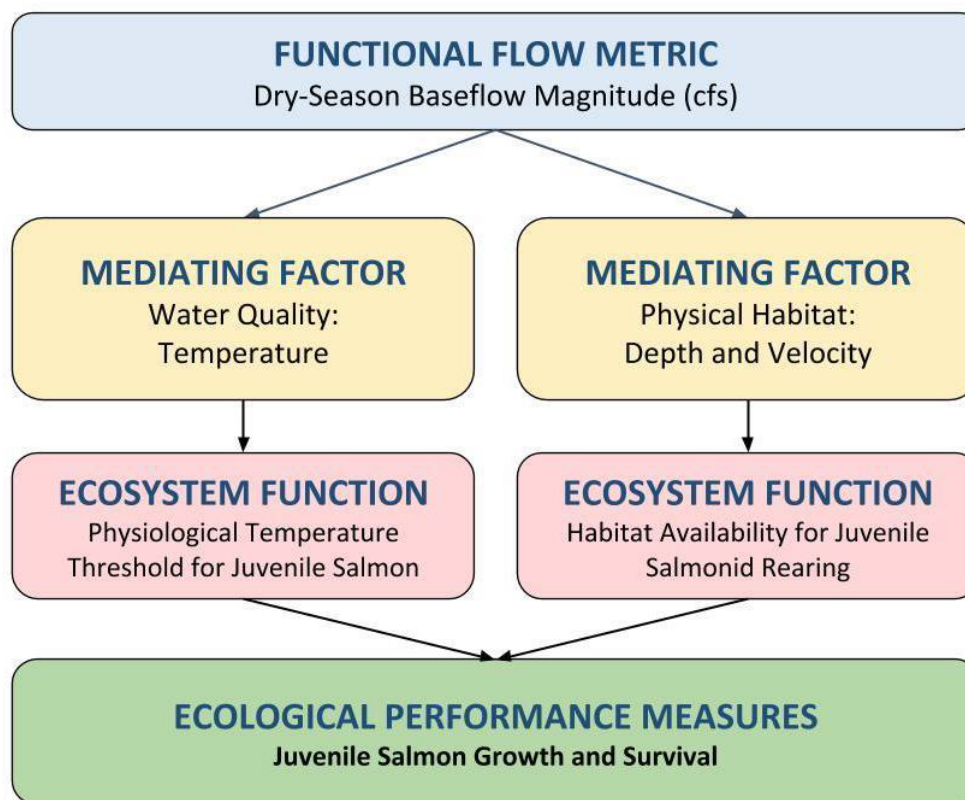 FUNCTIONAL FLOW METRIC
Dry-Season Baseflow Magnitude (cfs)
MEDIATING FACTOR
Water Quality:
Temperature
MEDIATING FACTOR
Physical Habitat:
Depth and Velocity
ECOSYSTEM FUNCTION
Physiological Temperature
Threshold for Juvenile Salmon
ECOSYSTEM FUNCTION
Habitat Availability for Juvenile
Salmonid Rearing
ECOLOGICAL PERFORMANCE MEASURES
Juvenile Salmon Growth and Survival